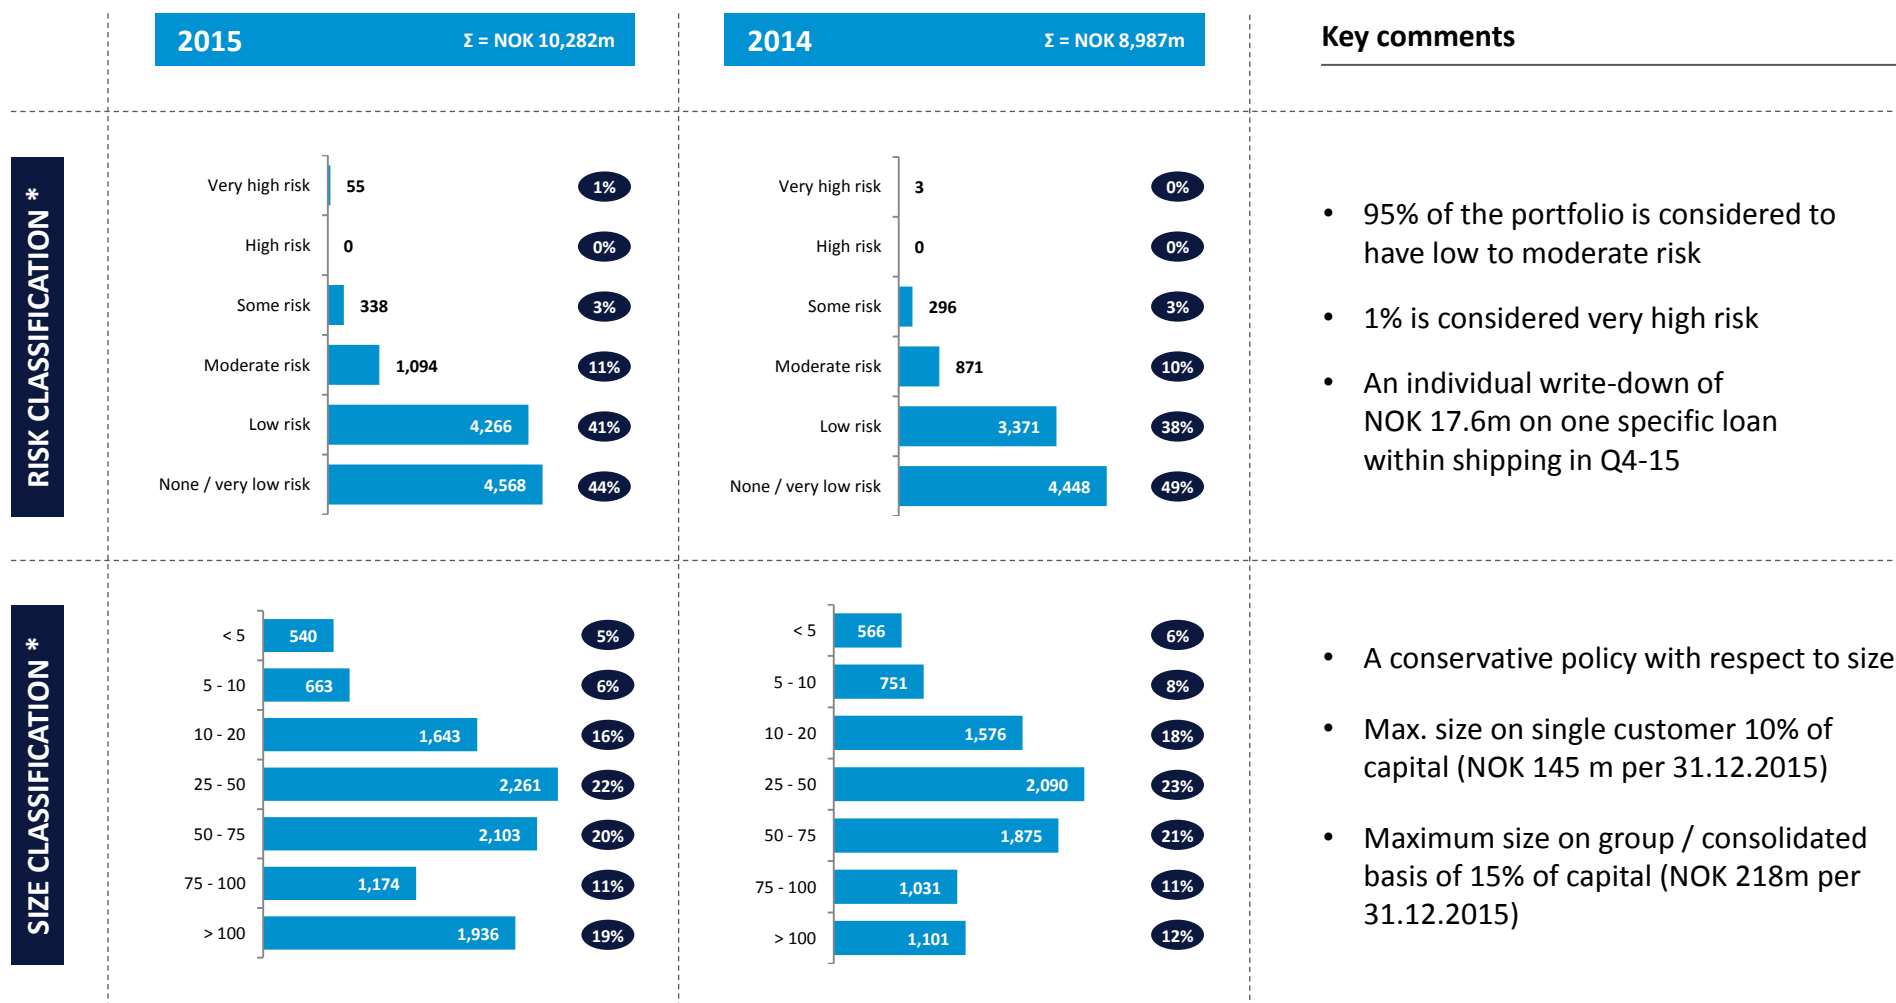 2015 Σ = NOK 10,282m
2014 Σ = NOK 8,987m
Key comments
RISK CLASSIFICATION *
Very high risk 55 1%
High risk 0 0%
Some risk 338 3%
Moderate risk 1,094 11%
Low risk 4,266 41%
None / very low risk 4,568 44%
Very high risk 3 0%
High risk 0 0%
Some risk 296 3%
Moderate risk 871 10%
Low risk 3,371 38%
None / very low risk 4,448 49%
• 95% of the portfolio is considered to
have low to moderate risk
• 1% is considered very high risk
• An individual write-down of
NOK 17.6m on one specific loan
within shipping in Q4-15
SIZE CLASSIFICATION *
< 5 540 5%
5 - 10 663 6%
10 - 20 1,643 16%
25 - 50 2,261 22%
50 - 75 2,103 20%
75 - 100 1,174 11%
> 100 1,936 19%
< 5 566 6%
5 - 10 751 8%
10 - 20 1,576 18%
25 - 50 2,090 23%
50 - 75 1,875 21%
75 - 100 1,031 11%
> 100 1,101 12%
• A conservative policy with respect to size
• Max. size on single customer 10% of
capital (NOK 145 m per 31.12.2015)
• Maximum size on group / consolidated
basis of 15% of capital (NOK 218m per
31.12.2015)